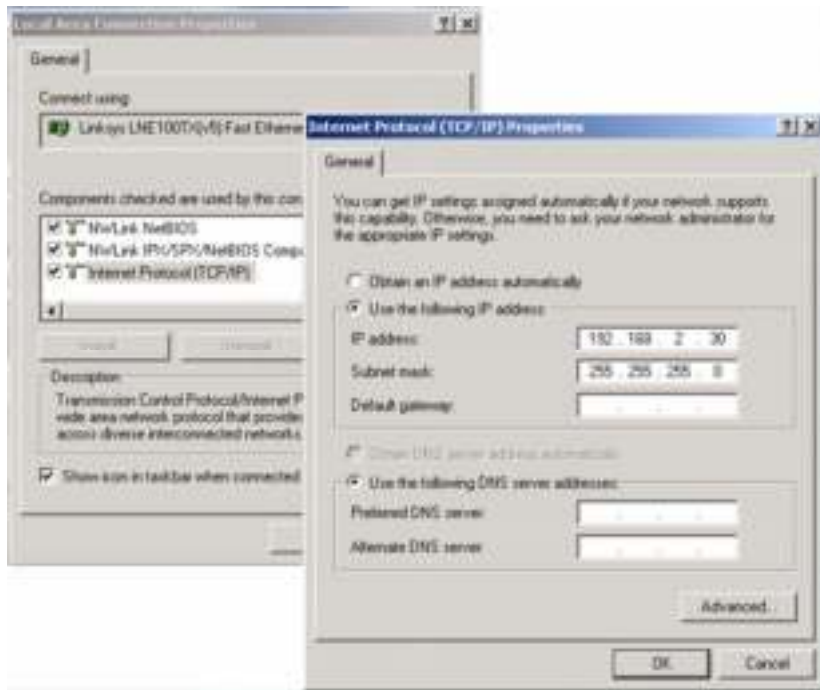 Local Area Connection Properties
General
Connect using:
Linksys LNE100TX(v5) Fast Etherne
Components checked are used by this con
NWLink NetBIOS
NWLink IPX/SPX/NetBIOS Compa
Internet Protocol (TCP/IP)
Install
Uninstall
Description
Transmission Control Protocol/Internet P
wide area network protocol that provides
across diverse interconnected networks.
Show icon in taskbar when connected
Internet Protocol (TCP/IP) Properties
General
You can get IP settings assigned automatically if your network supports
this capability. Otherwise, you need to ask your network administrator for
the appropriate IP settings.
Obtain an IP address automatically
Use the following IP address:
IP address: 192 . 168 . 2 . 30
Subnet mask: 255 . 255 . 255 . 0
Default gateway: . . .
Obtain DNS server address automatically
Use the following DNS server addresses:
Preferred DNS server: . . .
Alternate DNS server: . . .
Advanced...
OK
Cancel